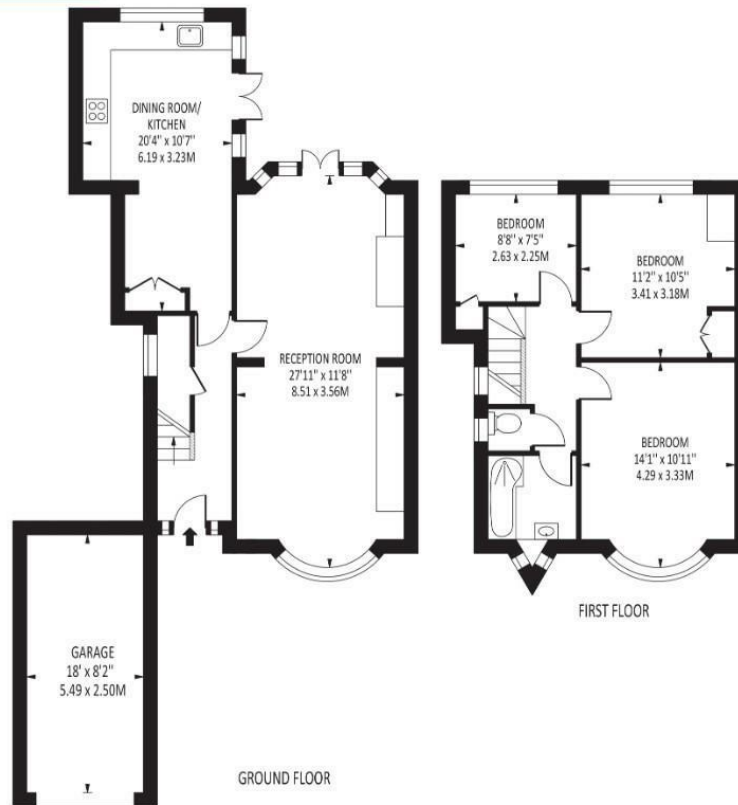 DINING ROOM/
KITCHEN
20'4" x 10'7"
6.19 x 3.23M
RECEPTION ROOM
27'11" x 11'8"
8.51 x 3.56M
GARAGE
18' x 8'2"
5.49 x 2.50M
GROUND FLOOR
BEDROOM
8'8" x 7'5"
2.63 x 2.25M
BEDROOM
11'2" x 10'5"
3.41 x 3.18M
BEDROOM
14'1" x 10'11"
4.29 x 3.33M
FIRST FLOOR